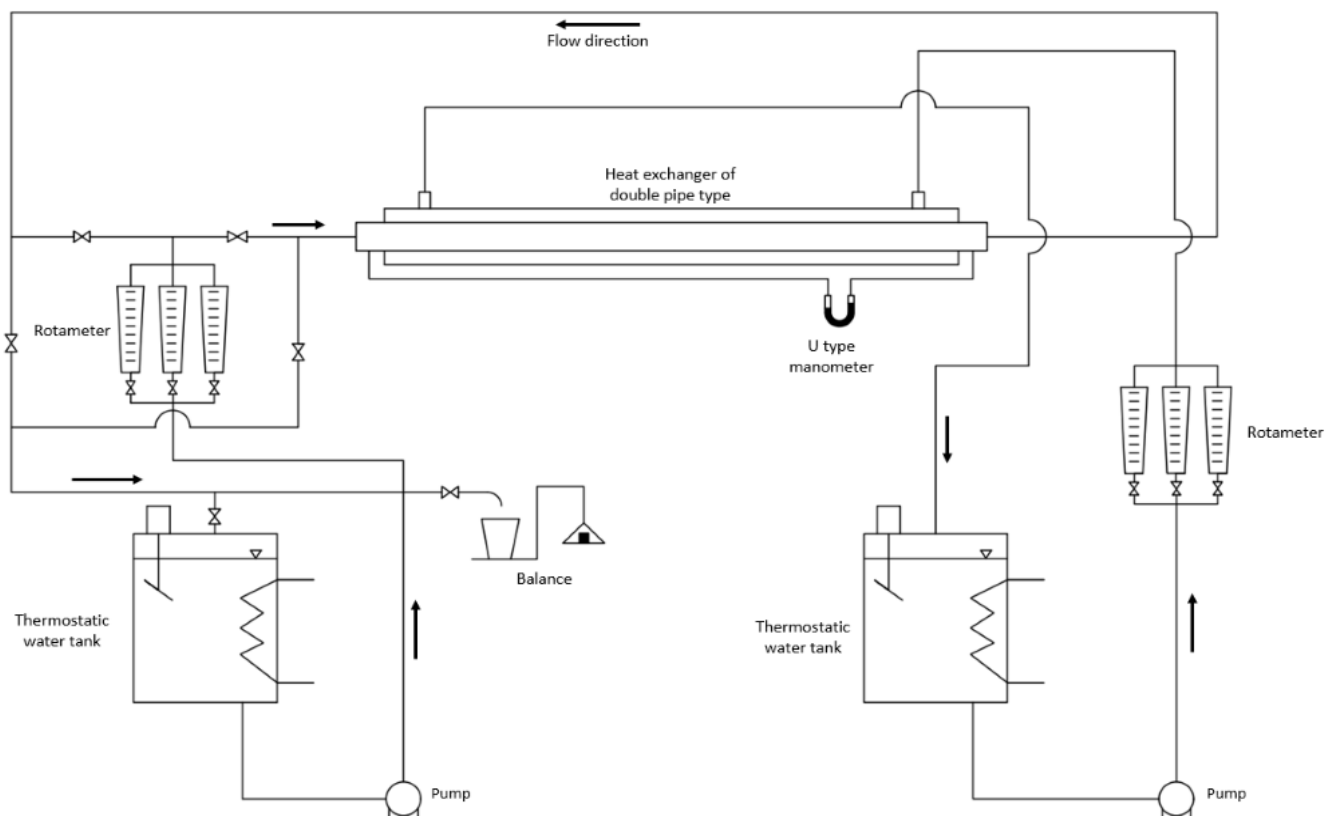 Flow direction
Heat exchanger of
double pipe type
Rotameter
U type
manometer
Rotameter
Balance
Thermostatic
water tank
Thermostatic
water tank
Pump
Pump